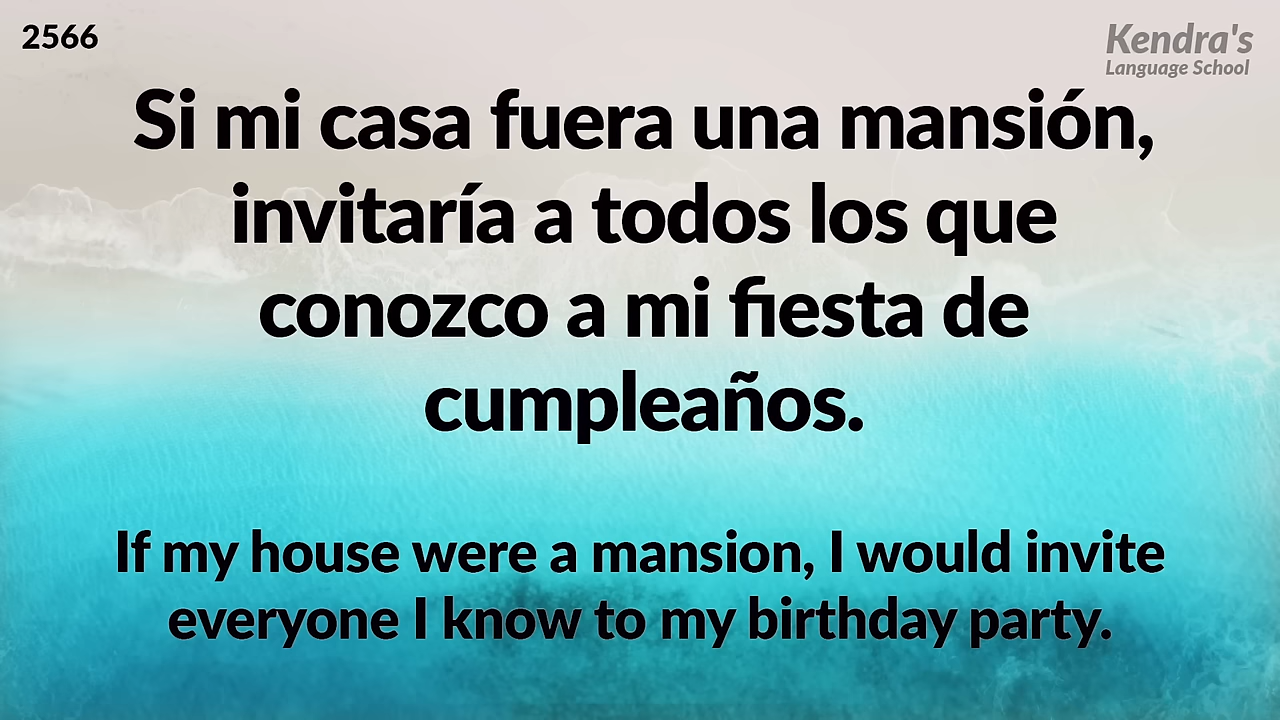 2566
Kendra's
Language School
Si mi casa fuera una mansión,
invitaría a todos los que
conozco a mi fiesta de
cumpleaños.
If my house were a mansion, I would invite
everyone I know to my birthday party.